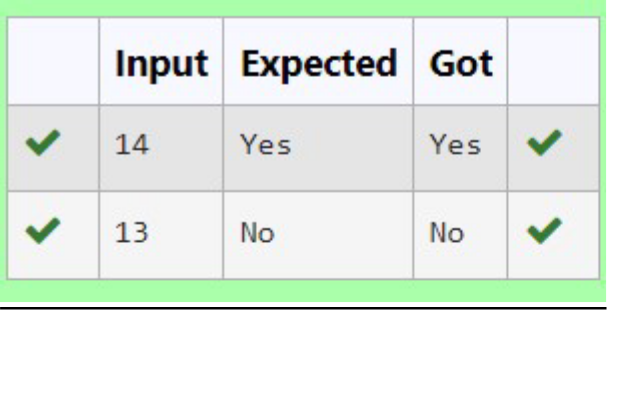 Input Expected Got
14 Yes Yes
13 No No